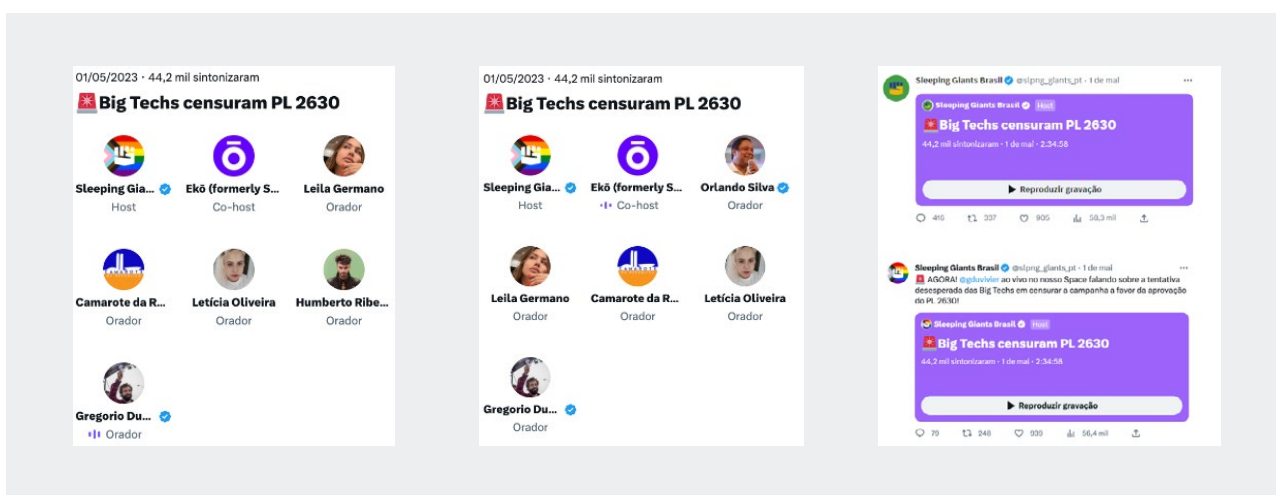 01/05/2023 · 44,2 mil sintonizaram
🚨Big Techs censuram PL 2630
Sleeping Gia...
Ekō (formerly S...
Leila Germano
Host
Co-host
Orador
Camarote da R...
Letícia Oliveira
Humberto Ribe...
Orador
Orador
Orador
Gregorio Du...
Orador
01/05/2023 · 44,2 mil sintonizaram
🚨Big Techs censuram PL 2630
Sleeping Gia...
Ekō (formerly S...
Orlando Silva
Host
Co-host
Orador
Leila Germano
Camarote da R...
Letícia Oliveira
Orador
Orador
Orador
Gregorio Du...
Orador
Sleeping Giants Brasil @slpng_giants_pt · 1 de mai
Sleeping Giants Brasil Host
🚨Big Techs censuram PL 2630
44,2 mil sintonizaram · 1 de mai · 2:34:58
Reproduzir gravação
416 337 905 58,3 mil
Sleeping Giants Brasil @slpng_giants_pt · 1 de mai
🚨 AGORA! @gduvivier ao vivo no nosso Space falando sobre a tentativa
desesperada das Big Techs em censurar a campanha a favor da aprovação
do PL 2630!
Sleeping Giants Brasil Host
🚨Big Techs censuram PL 2630
44,2 mil sintonizaram · 1 de mai · 2:34:58
Reproduzir gravação
79 248 939 56,4 mil